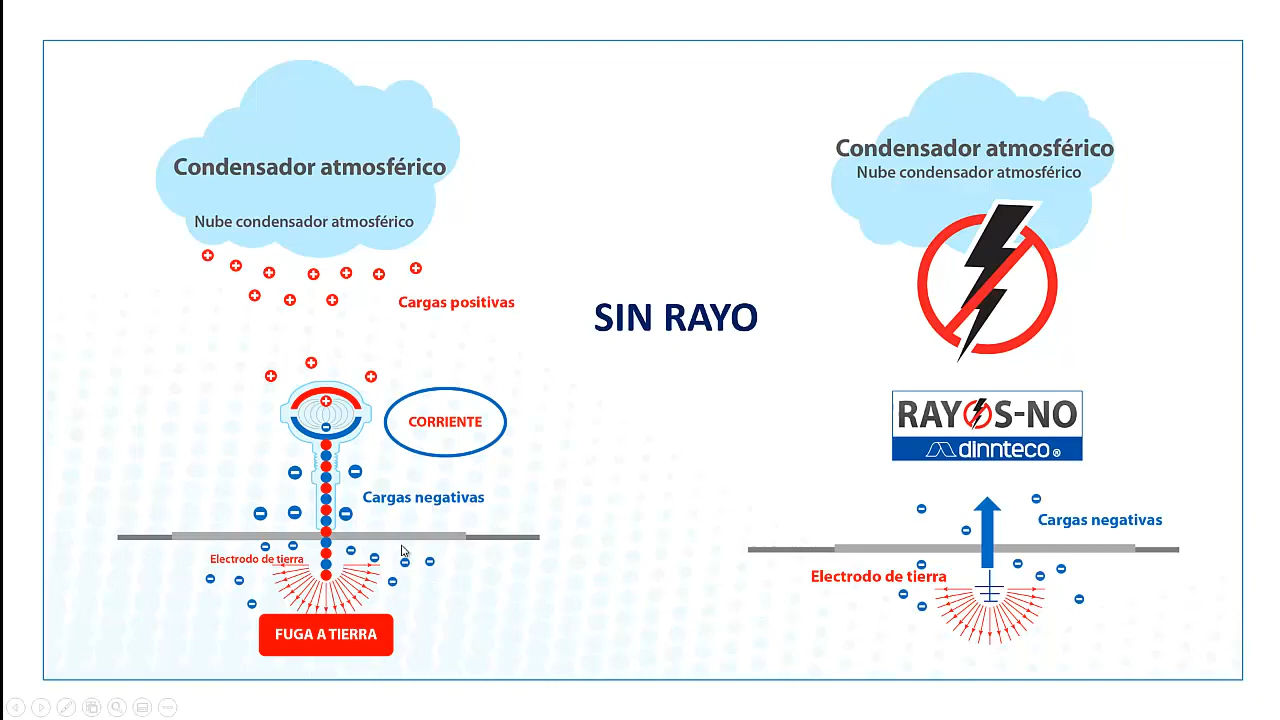 Condensador atmosférico
Nube condensador atmosférico
Cargas positivas
CORRIENTE
Cargas negativas
Electrodo de tierra
FUGA A TIERRA
SIN RAYO
Condensador atmosférico
Nube condensador atmosférico
RAYOS-NO
dinnteco®
Cargas negativas
Electrodo de tierra